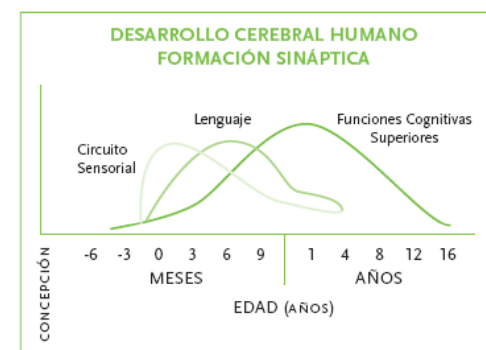 DESARROLLO CEREBRAL HUMANO
FORMACIÓN SINÁPTICA
Lenguaje
Funciones Cognitivas
Superiores
Circuito
Sensorial
CONCEPCIÓN
-6 -3 0 3 6 9 1 4 8 12 16
MESES AÑOS
EDAD (AÑOS)